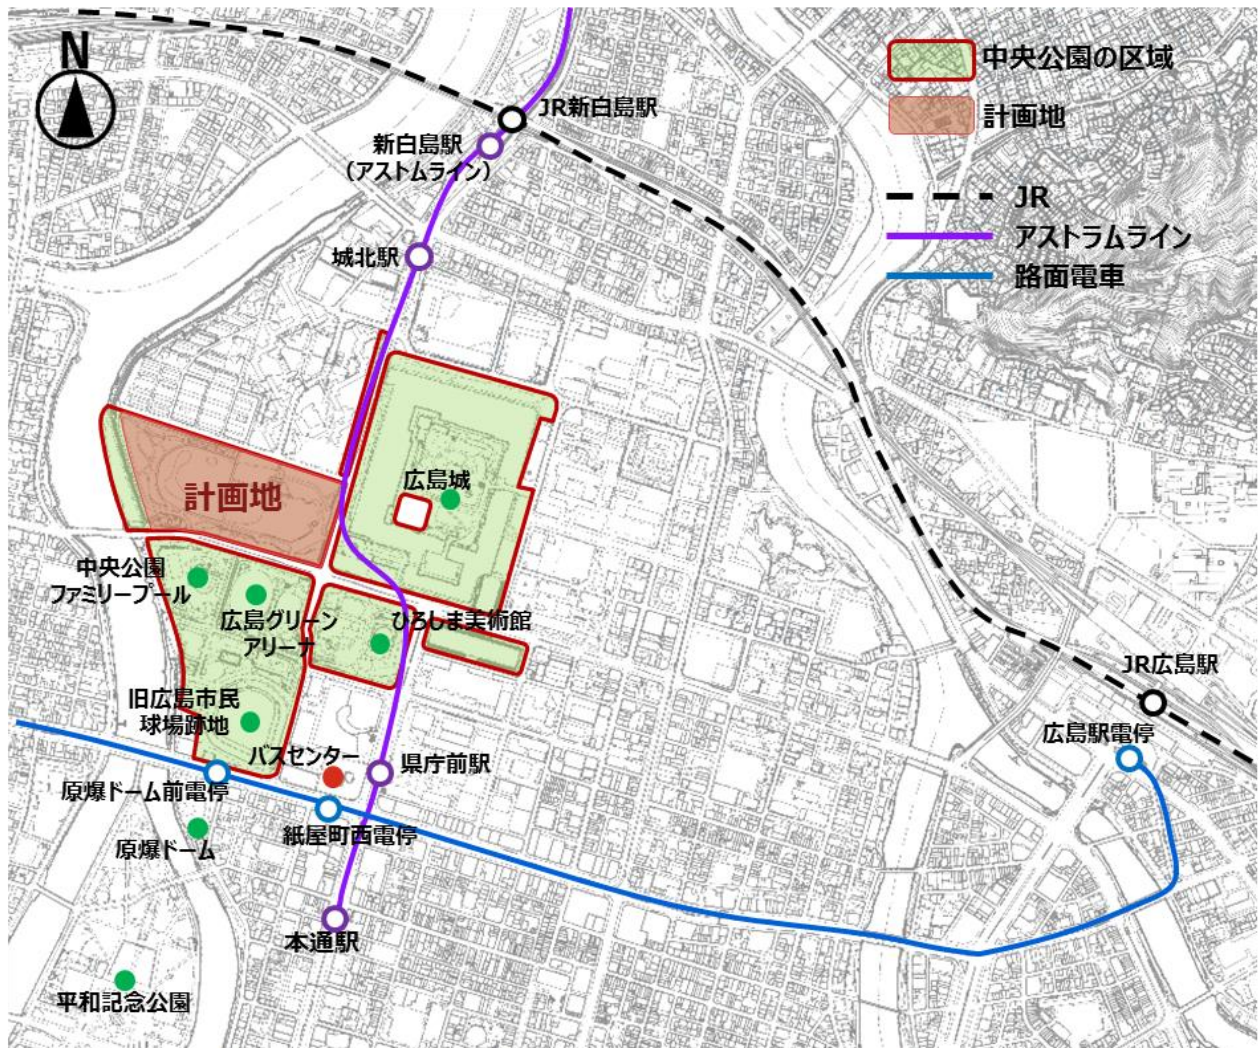 N
中央公園の区域
計画地
JR
アストラムライン
路面電車
JR新白島駅
新白島駅
（アストムライン）
城北駅
広島城
計画地
中央公園
ファミリープール
広島グリーン
アリーナ
ひろしま美術館
旧広島市民
球場跡地
バスセンター
県庁前駅
JR広島駅
広島駅電停
原爆ドーム前電停
紙屋町西電停
原爆ドーム
本通駅
平和記念公園